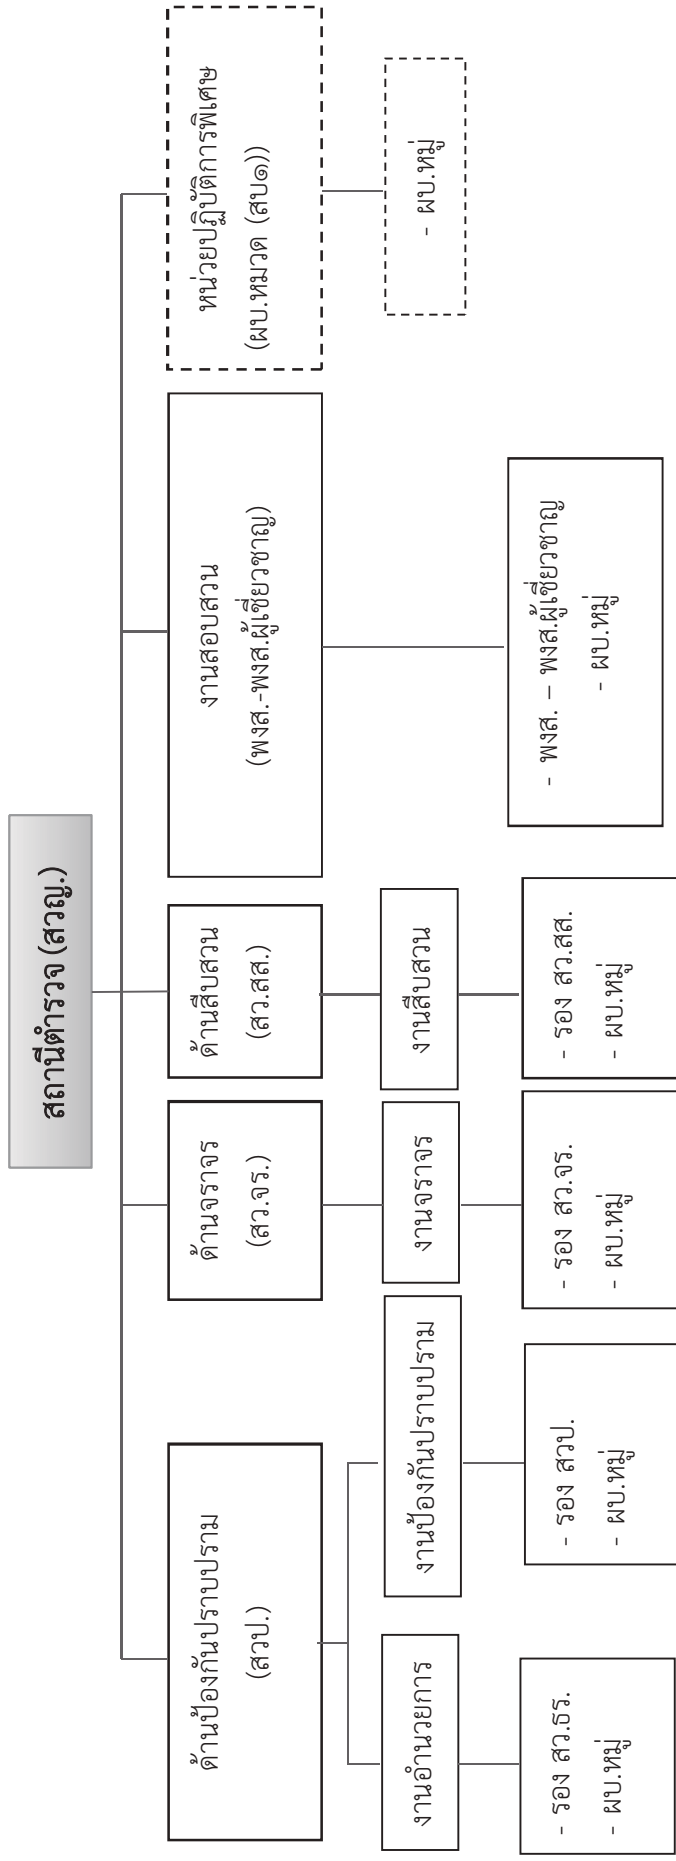 สถานีตำรวจ (สวญ.)
ด้านป้องกันปราบปราม
(สวป.)
ด้านจราจร
(สว.จร.)
ด้านสืบสวน
(สว.สส.)
งานสอบสวน
(พงส.-พงส.ผู้เชี่ยวชาญ)
หน่วยปฏิบัติการพิเศษ
(ผบ.หมวด (สบ๑))
งานอำนวยการ
งานป้องกันปราบปราม
งานจราจร
งานสืบสวน
- ผบ.หมู่
- รอง สว.ธร.
- ผบ.หมู่
- รอง สวป.
- ผบ.หมู่
- รอง สว.จร.
- ผบ.หมู่
- รอง สว.สส.
- ผบ.หมู่
- พงส. – พงส.ผู้เชี่ยวชาญ
- ผบ.หมู่